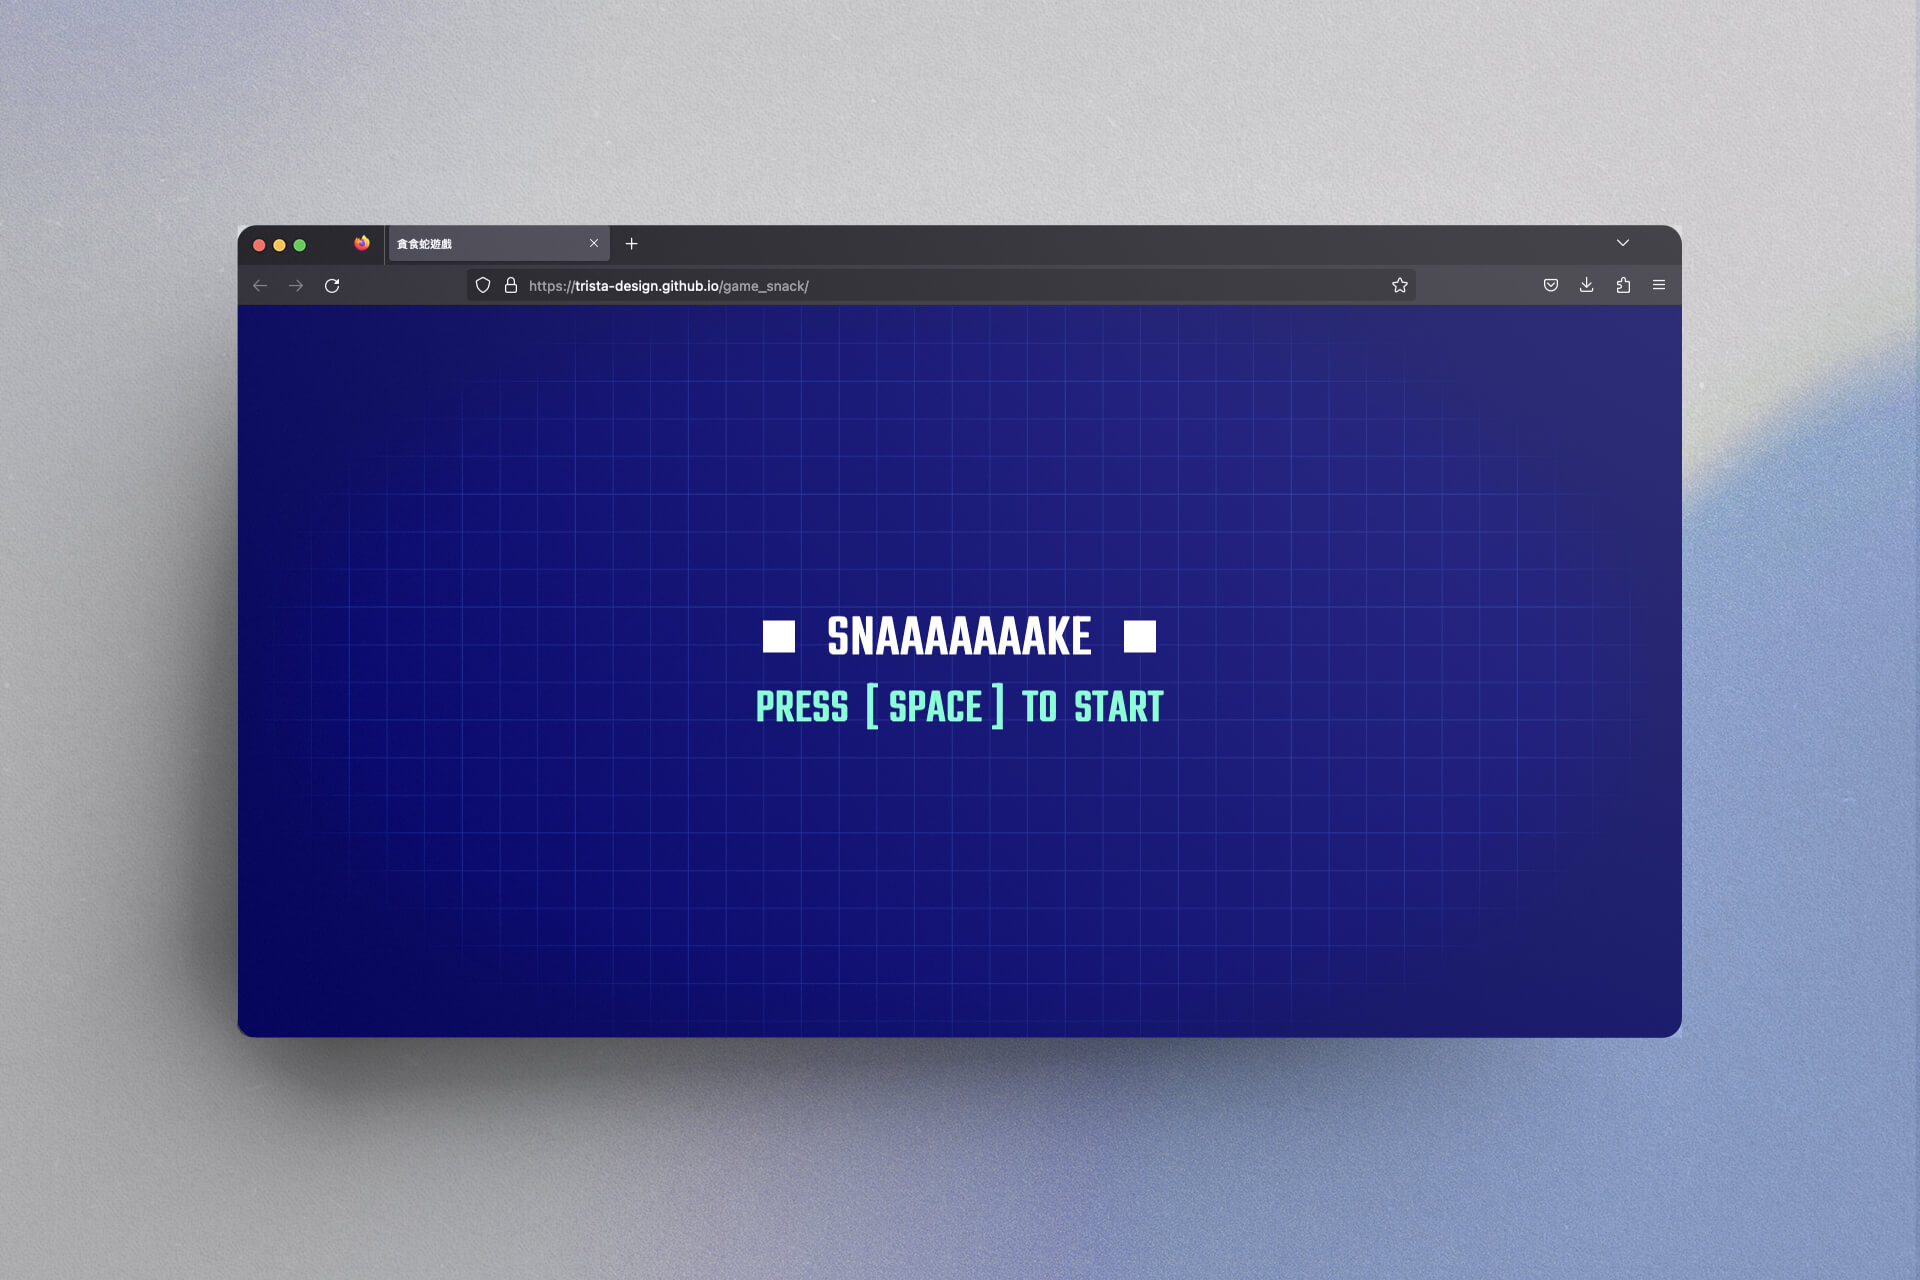 貪食蛇遊戲
https://trista-design.github.io/game_snack/
SNAAAAAAAKE
PRESS [ SPACE ] TO START